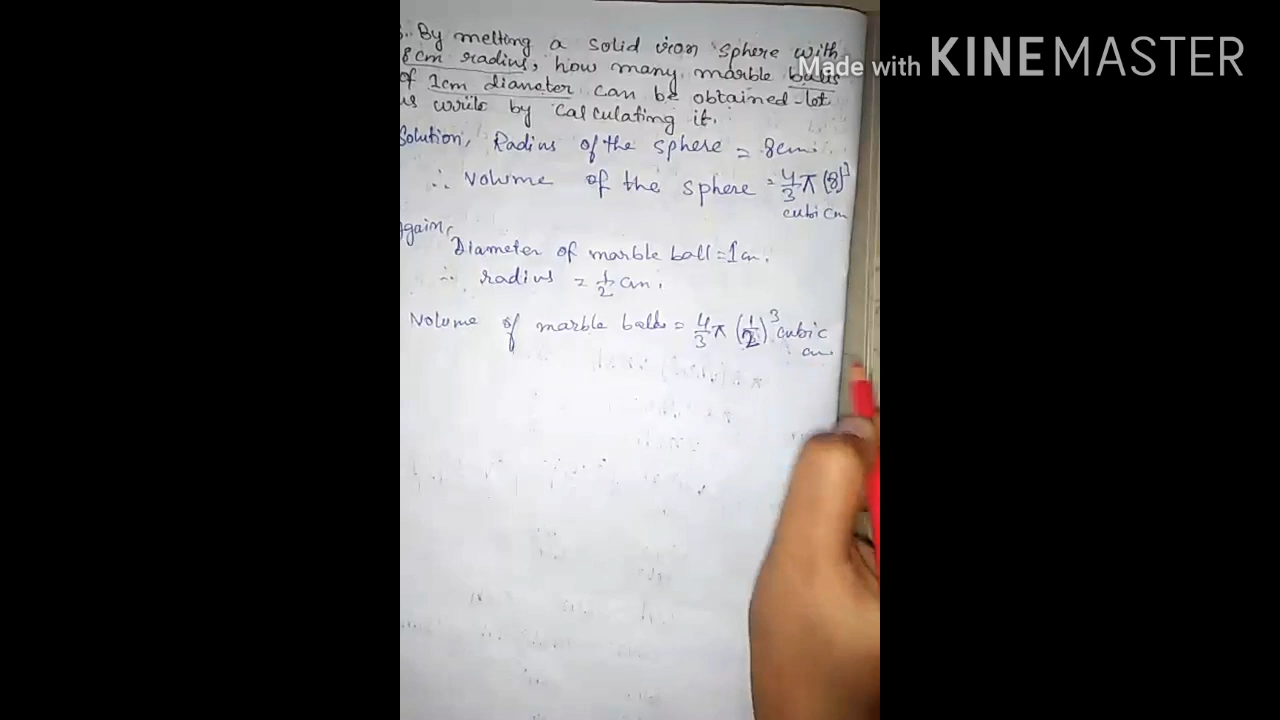 By melting a solid iron sphere with
8cm radius, how many marble balls
of 1cm diameter can be obtained-let
us write by calculating it.
Solution, Radius of the sphere = 8cm.
∴ Volume of the sphere = 4/3 π (8)³
cubic cm
Again,
Diameter of marble ball = 1cm.
∴ radius = 1/2 cm.
Volume of marble balls = 4/3 π (1/2)³ cubic
cm
Made with KINEMASTER